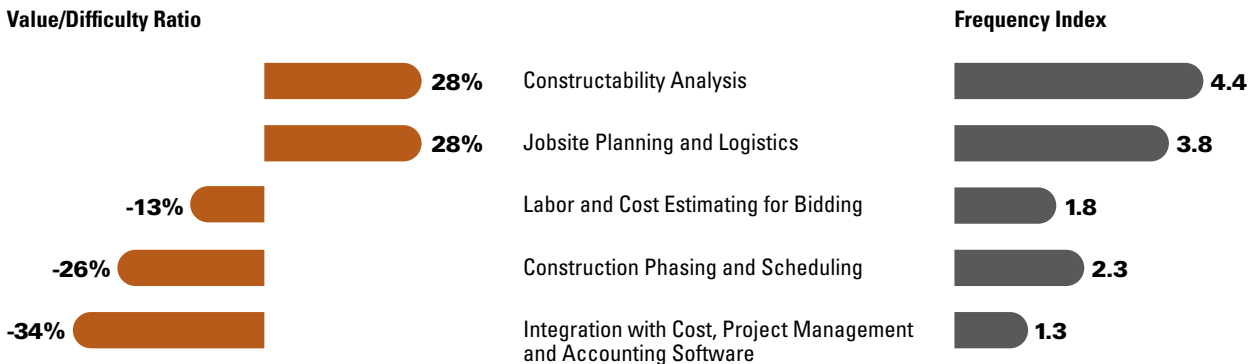 Value/Difficulty Ratio
Frequency Index
28%
Constructability Analysis
4.4
28%
Jobsite Planning and Logistics
3.8
-13%
Labor and Cost Estimating for Bidding
1.8
-26%
Construction Phasing and Scheduling
2.3
-34%
Integration with Cost, Project Management
and Accounting Software
1.3